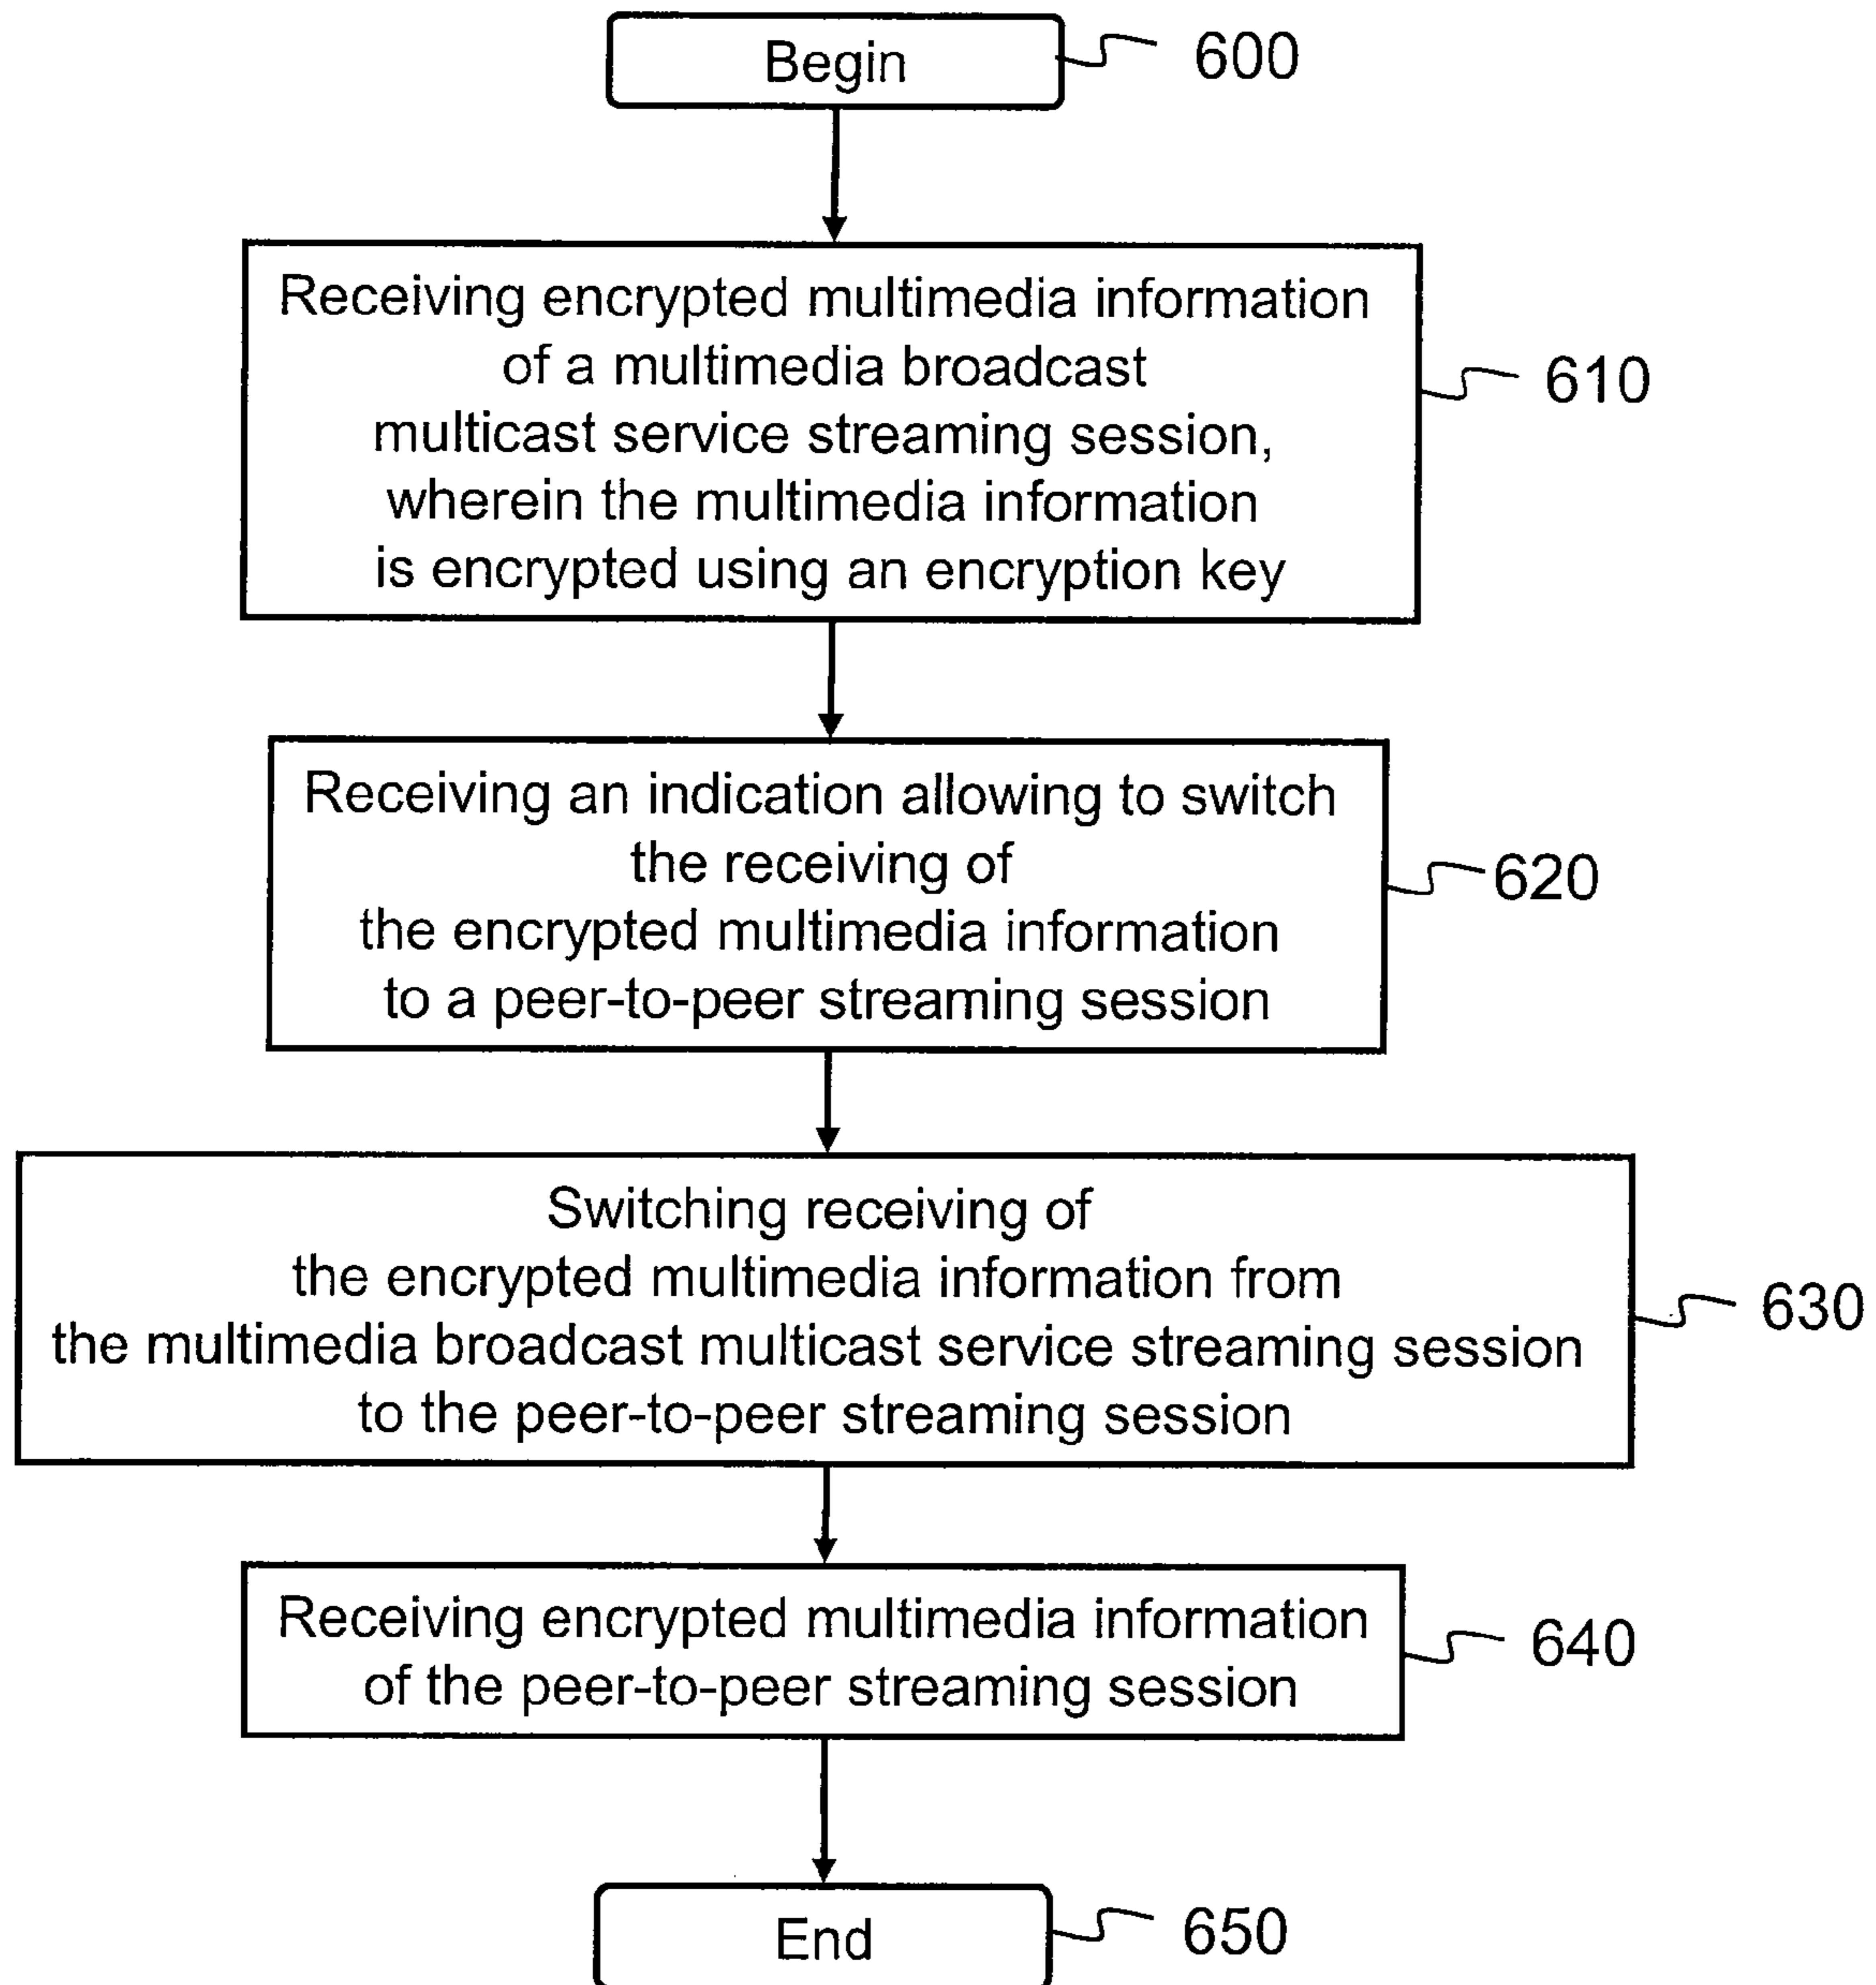 Begin
600
Receiving encrypted multimedia information
of a multimedia broadcast
multicast service streaming session,
wherein the multimedia information
is encrypted using an encryption key
610
Receiving an indication allowing to switch
the receiving of
the encrypted multimedia information
to a peer-to-peer streaming session
620
Switching receiving of
the encrypted multimedia information from
the multimedia broadcast multicast service streaming session
to the peer-to-peer streaming session
630
Receiving encrypted multimedia information
of the peer-to-peer streaming session
640
End
650